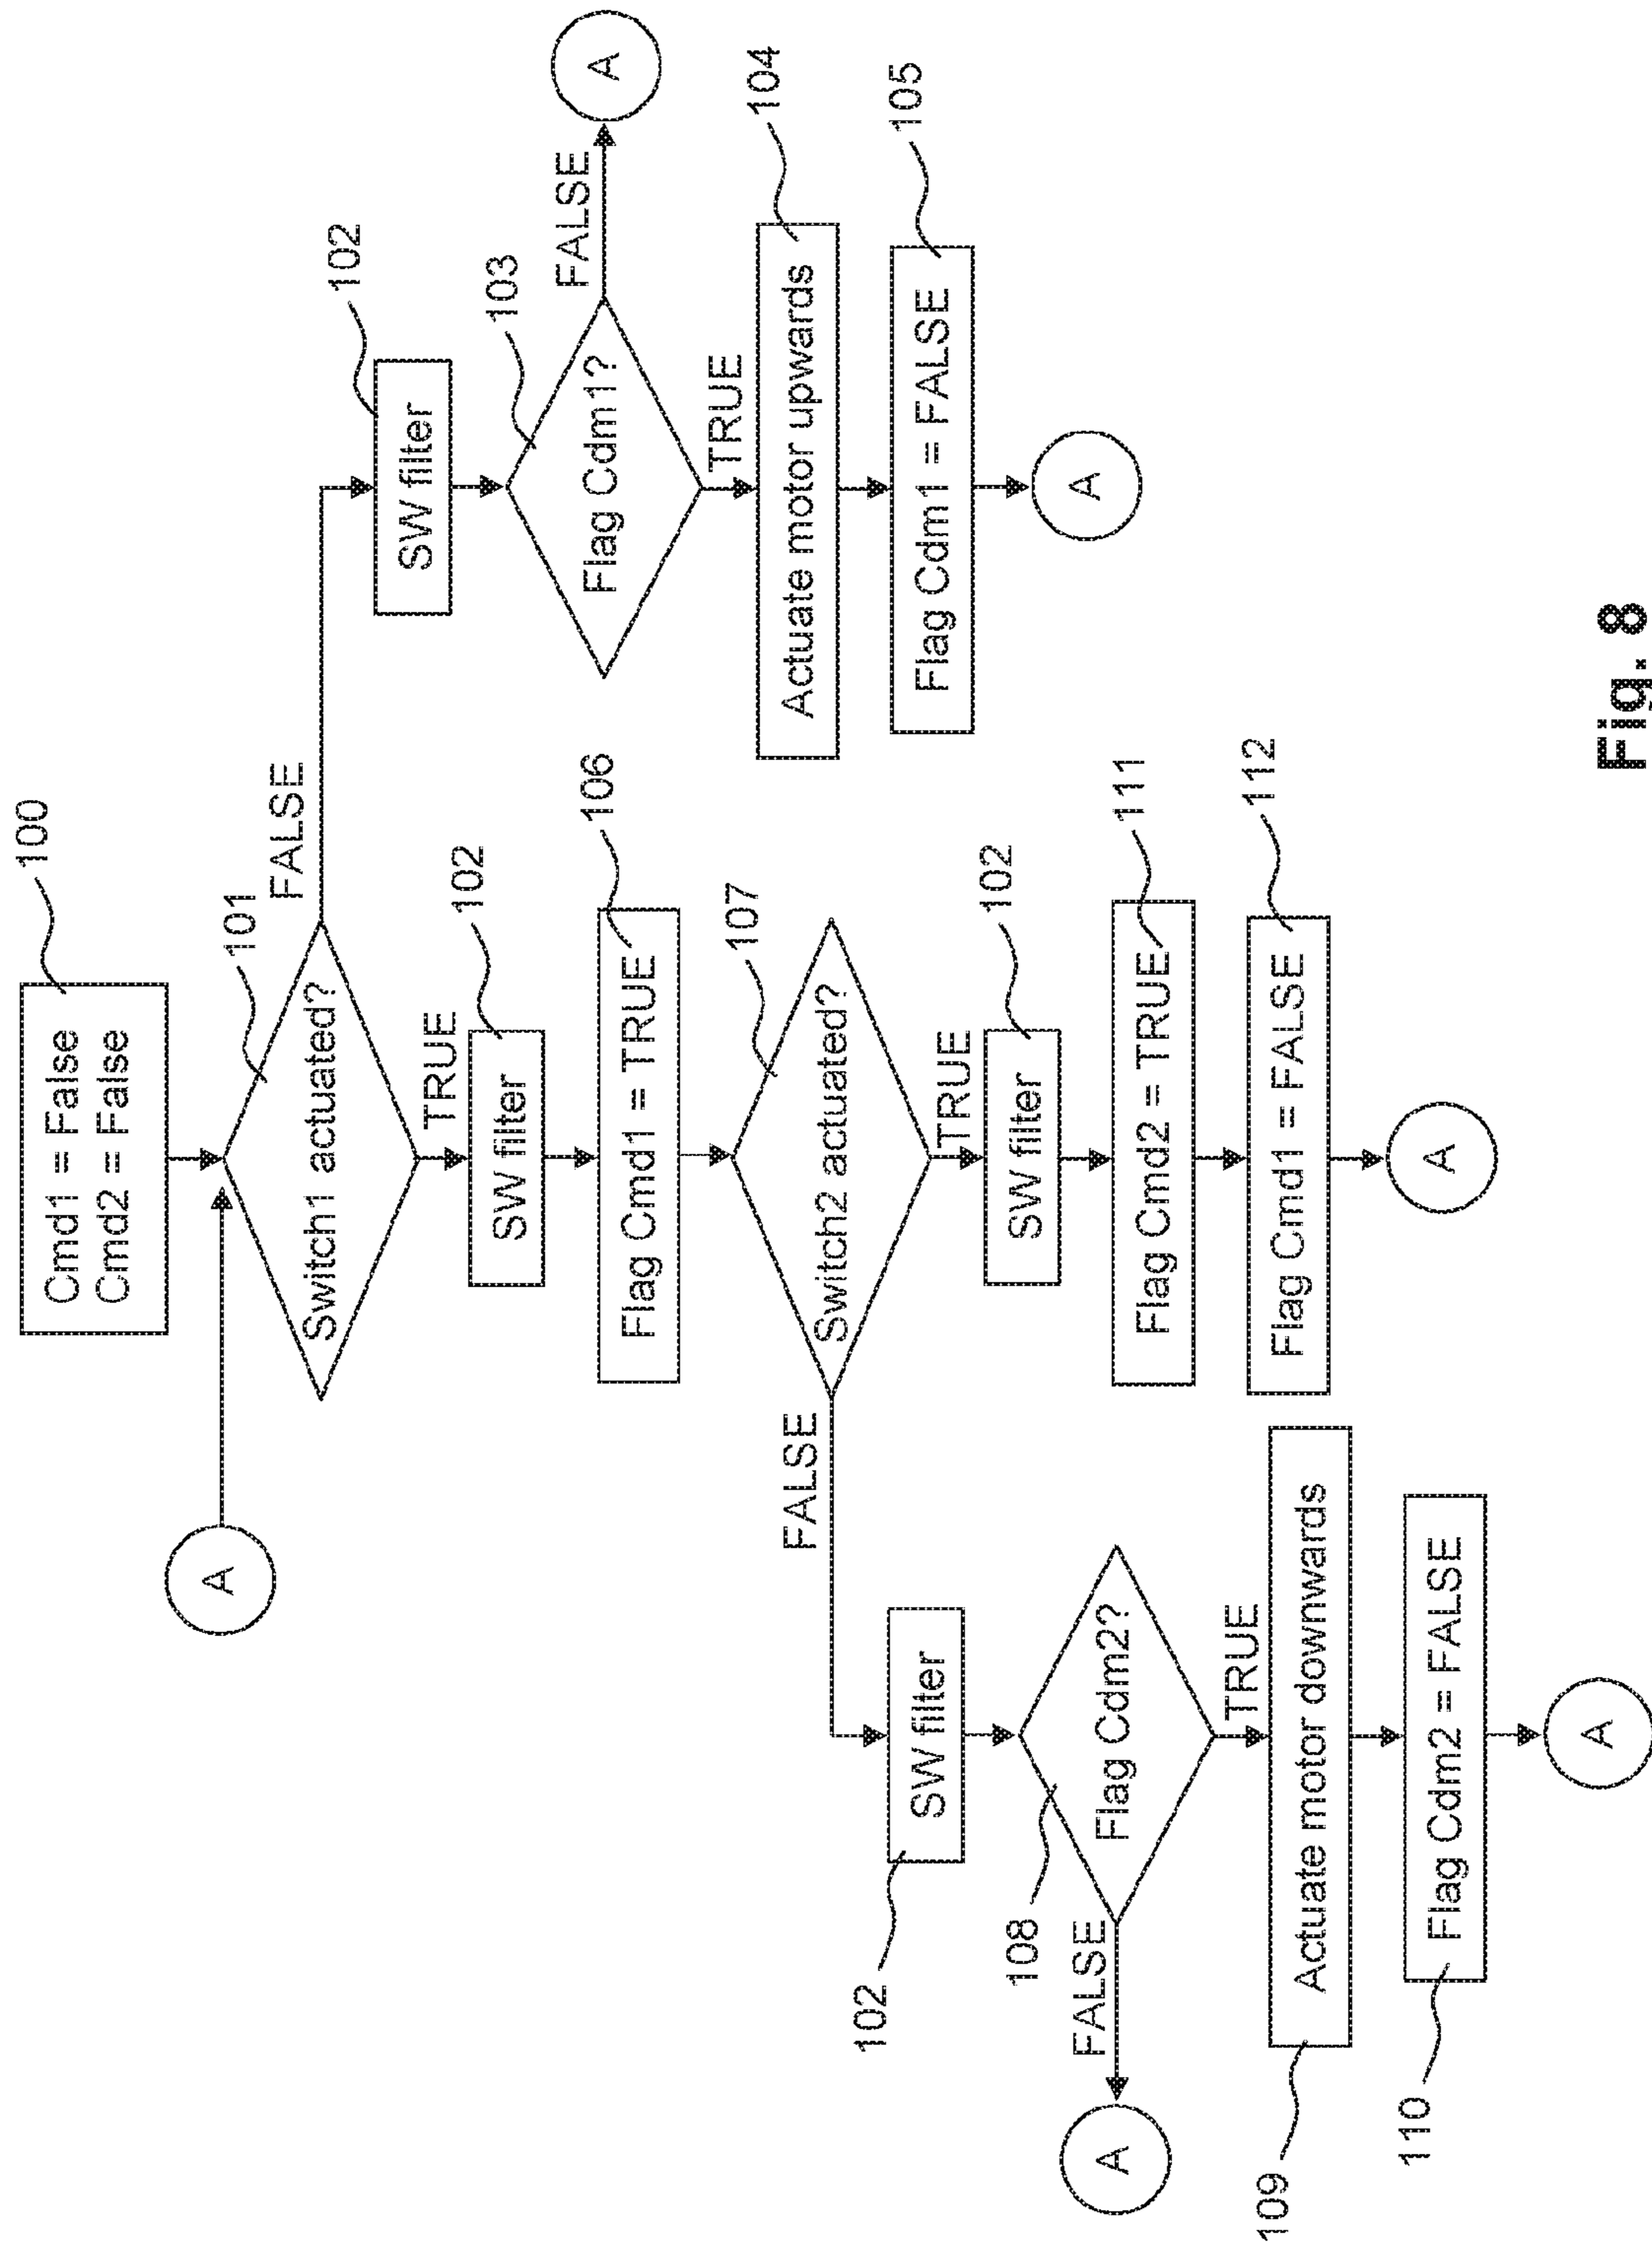 100
Cmd1 = False
Cmd2 = False
A
101
Switch1 actuated?
FALSE
TRUE
102
SW filter
102
SW filter
103
Flag Cdm1?
FALSE
A
TRUE
106
Flag Cmd1 = TRUE
104
Actuate motor upwards
107
Switch2 actuated?
105
Flag Cdm1 = FALSE
A
FALSE
TRUE
102
SW filter
102
SW filter
108
Flag Cdm2?
FALSE
A
TRUE
111
Flag Cmd2 = TRUE
112
Flag Cmd1 = FALSE
A
109
Actuate motor downwards
110
Flag Cdm2 = FALSE
A
Fig. 8